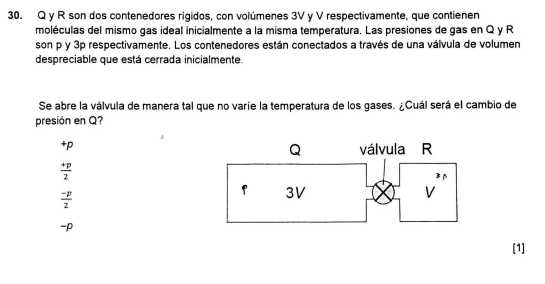 30. Q y R son dos contenedores rígidos, con volúmenes 3V y V respectivamente, que contienen
moléculas del mismo gas ideal inicialmente a la misma temperatura. Las presiones de gas en Q y R
son p y 3p respectivamente. Los contenedores están conectados a través de una válvula de volumen
despreciable que está cerrada inicialmente.
Se abre la válvula de manera tal que no varíe la temperatura de los gases. ¿Cuál será el cambio de
presión en Q?
+p
+p
2
-p
2
-p
Q válvula R
P 3V V 3p
[1]